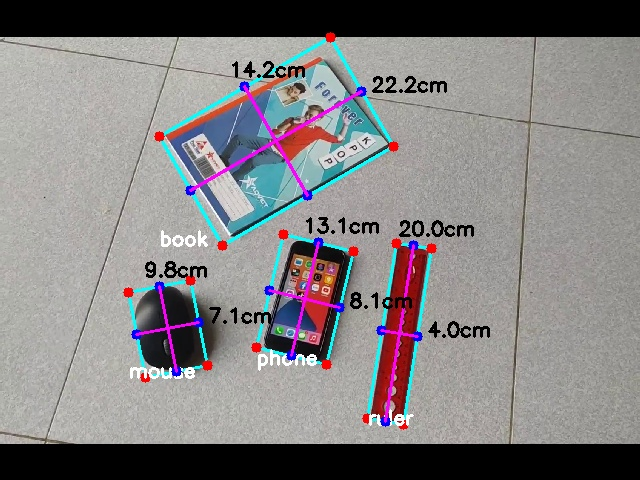 14.2cm
22.2cm
Forever
K
POP
book
13.1cm
20.0cm
9.8cm
7.1cm
8.1cm
4.0cm
mouse
phone
ruler